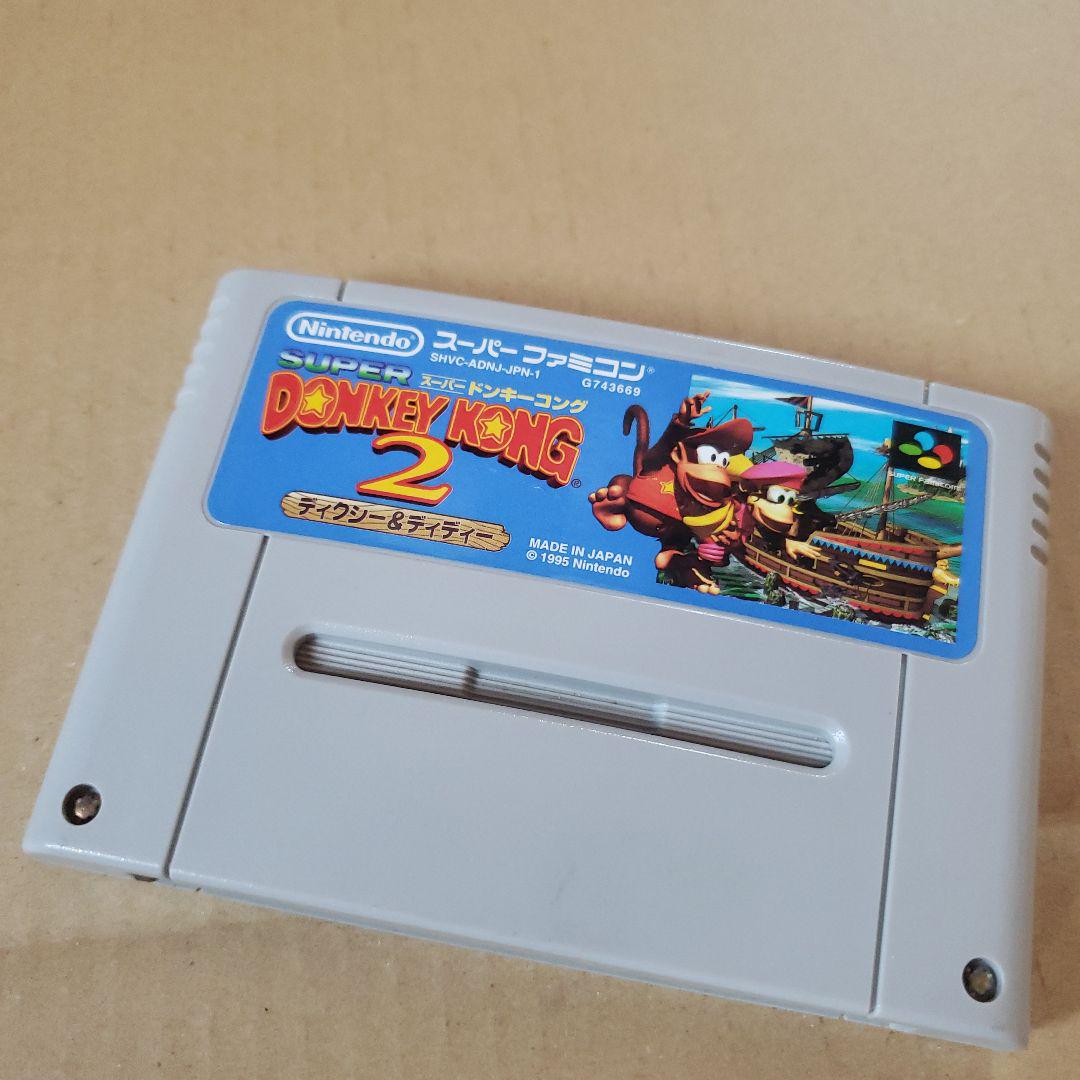 Nintendo®
スーパーファミコン®
SHVC-ADNJ-JPN-1 G743669
SUPER
スーパードンキーコング
DONKEY KONG®
2
ディクシー&ディディー
MADE IN JAPAN
© 1995 Nintendo
SUPER Famicom